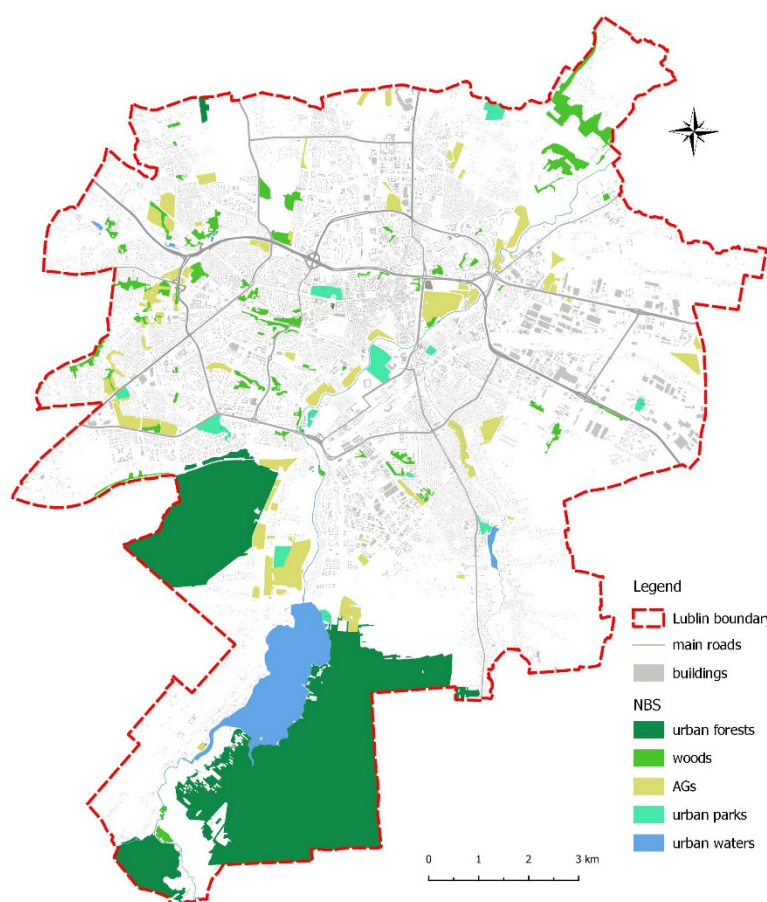 Legend
Lublin boundary
main roads
buildings
NBS
urban forests
woods
AGs
urban parks
urban waters
0 1 2 3 km